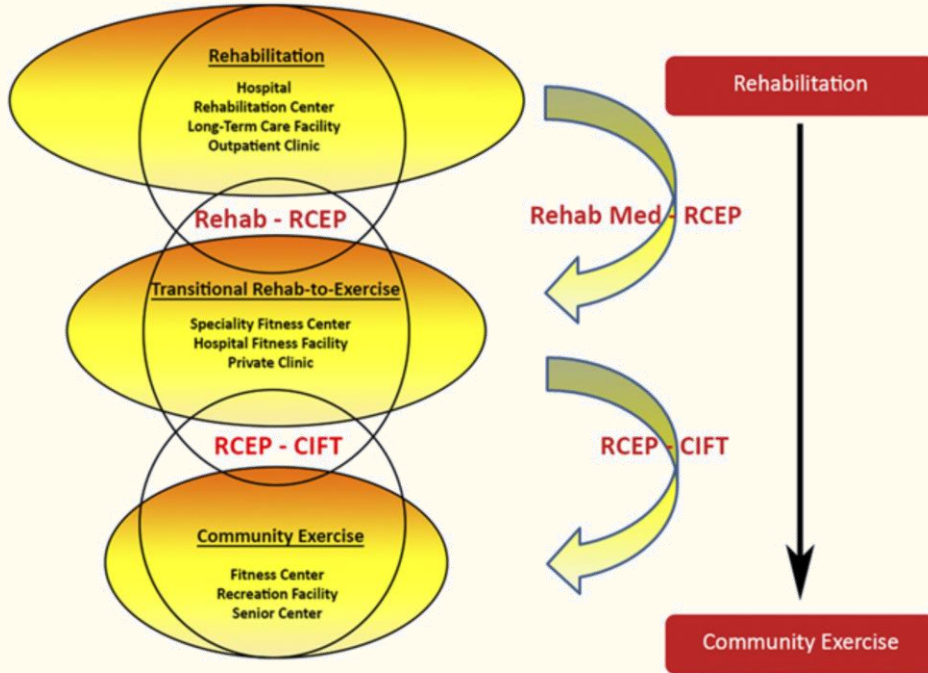 Rehabilitation
Hospital
Rehabilitation Center
Long-Term Care Facility
Outpatient Clinic
Rehab - RCEP
Transitional Rehab-to-Exercise
Speciality Fitness Center
Hospital Fitness Facility
Private Clinic
RCEP - CIFT
Community Exercise
Fitness Center
Recreation Facility
Senior Center
Rehab Med - RCEP
RCEP - CIFT
Rehabilitation
Community Exercise